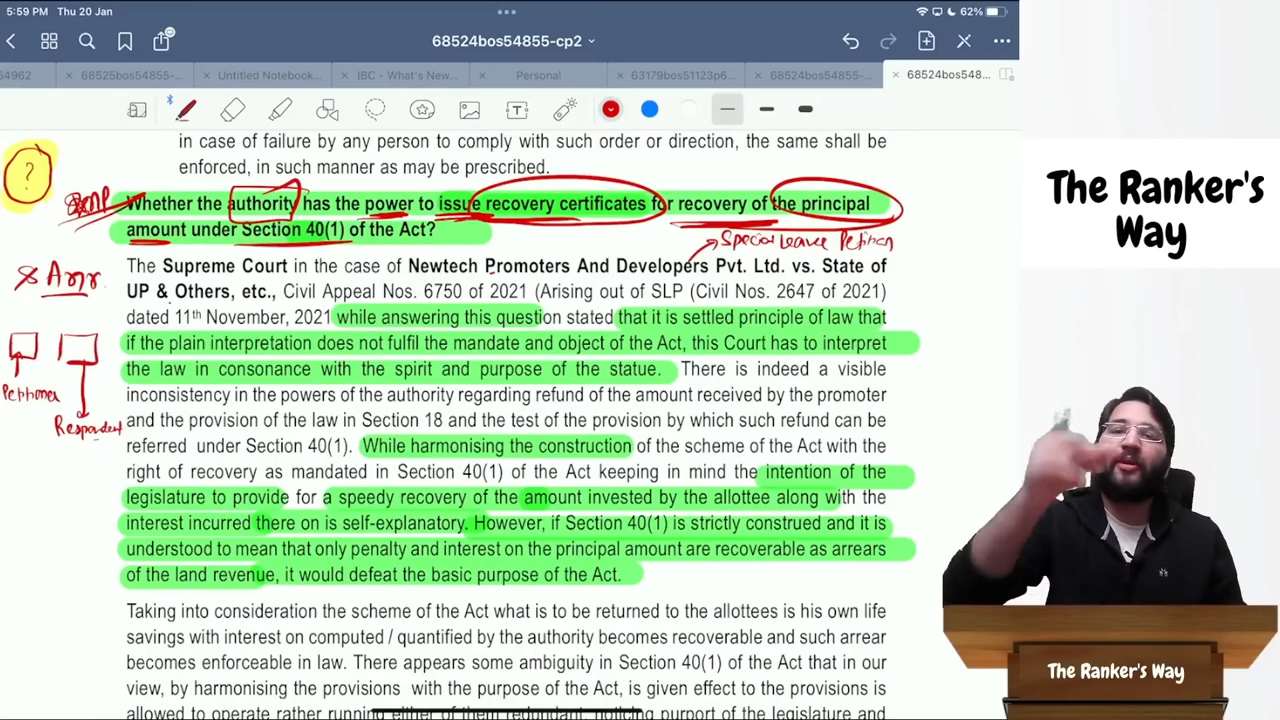 5:59 PM Thu 20 Jan
62%
68524bos54855-cp2
54962
68525bos54855-...
Untitled Notebook...
IBC - What's New...
Personal
63179bos51123p6...
68524bos54855-...
68524bos548...
T
in case of failure by any person to comply with such order or direction, the same shall be
enforced, in such manner as may be prescribed.
?
Whether the authority has the power to issue recovery certificates for recovery of the principal
amount under Section 40(1) of the Act?
Special Leave Petition
The Supreme Court in the case of Newtech Promoters And Developers Pvt. Ltd. vs. State of
UP & Others, etc., Civil Appeal Nos. 6750 of 2021 (Arising out of SLP (Civil Nos. 2647 of 2021)
dated 11th November, 2021 while answering this question stated that it is settled principle of law that
if the plain interpretation does not fulfil the mandate and object of the Act, this Court has to interpret
the law in consonance with the spirit and purpose of the statue. There is indeed a visible
inconsistency in the powers of the authority regarding refund of the amount received by the promoter
and the provision of the law in Section 18 and the test of the provision by which such refund can be
referred under Section 40(1). While harmonising the construction of the scheme of the Act with the
right of recovery as mandated in Section 40(1) of the Act keeping in mind the intention of the
legislature to provide for a speedy recovery of the amount invested by the allottee along with the
interest incurred there on is self-explanatory. However, if Section 40(1) is strictly construed and it is
understood to mean that only penalty and interest on the principal amount are recoverable as arrears
of the land revenue, it would defeat the basic purpose of the Act.
Petitioner
Respondent
Taking into consideration the scheme of the Act what is to be returned to the allottees is his own life
savings with interest on computed / quantified by the authority becomes recoverable and such arrear
becomes enforceable in law. There appears some ambiguity in Section 40(1) of the Act that in our
view, by harmonising the provisions with the purpose of the Act, is given effect to the provisions is
allowed to operate rather running either of them redundant, noticing purport of the legislature and
The Ranker's
Way
The Ranker's Way